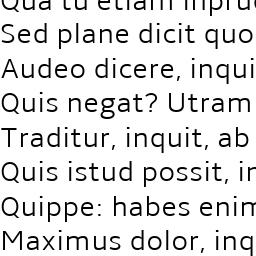 Qua tu etiam
Sed plane dicit quo
Audeo dicere, inqui
Quis negat? Utram
Traditur, inquit, ab
Quis istud possit, in
Quippe: habes enim
Maximus dolor, inq